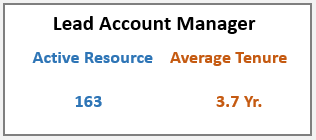 Lead Account Manager
Active Resource Average Tenure
163 3.7 Yr.